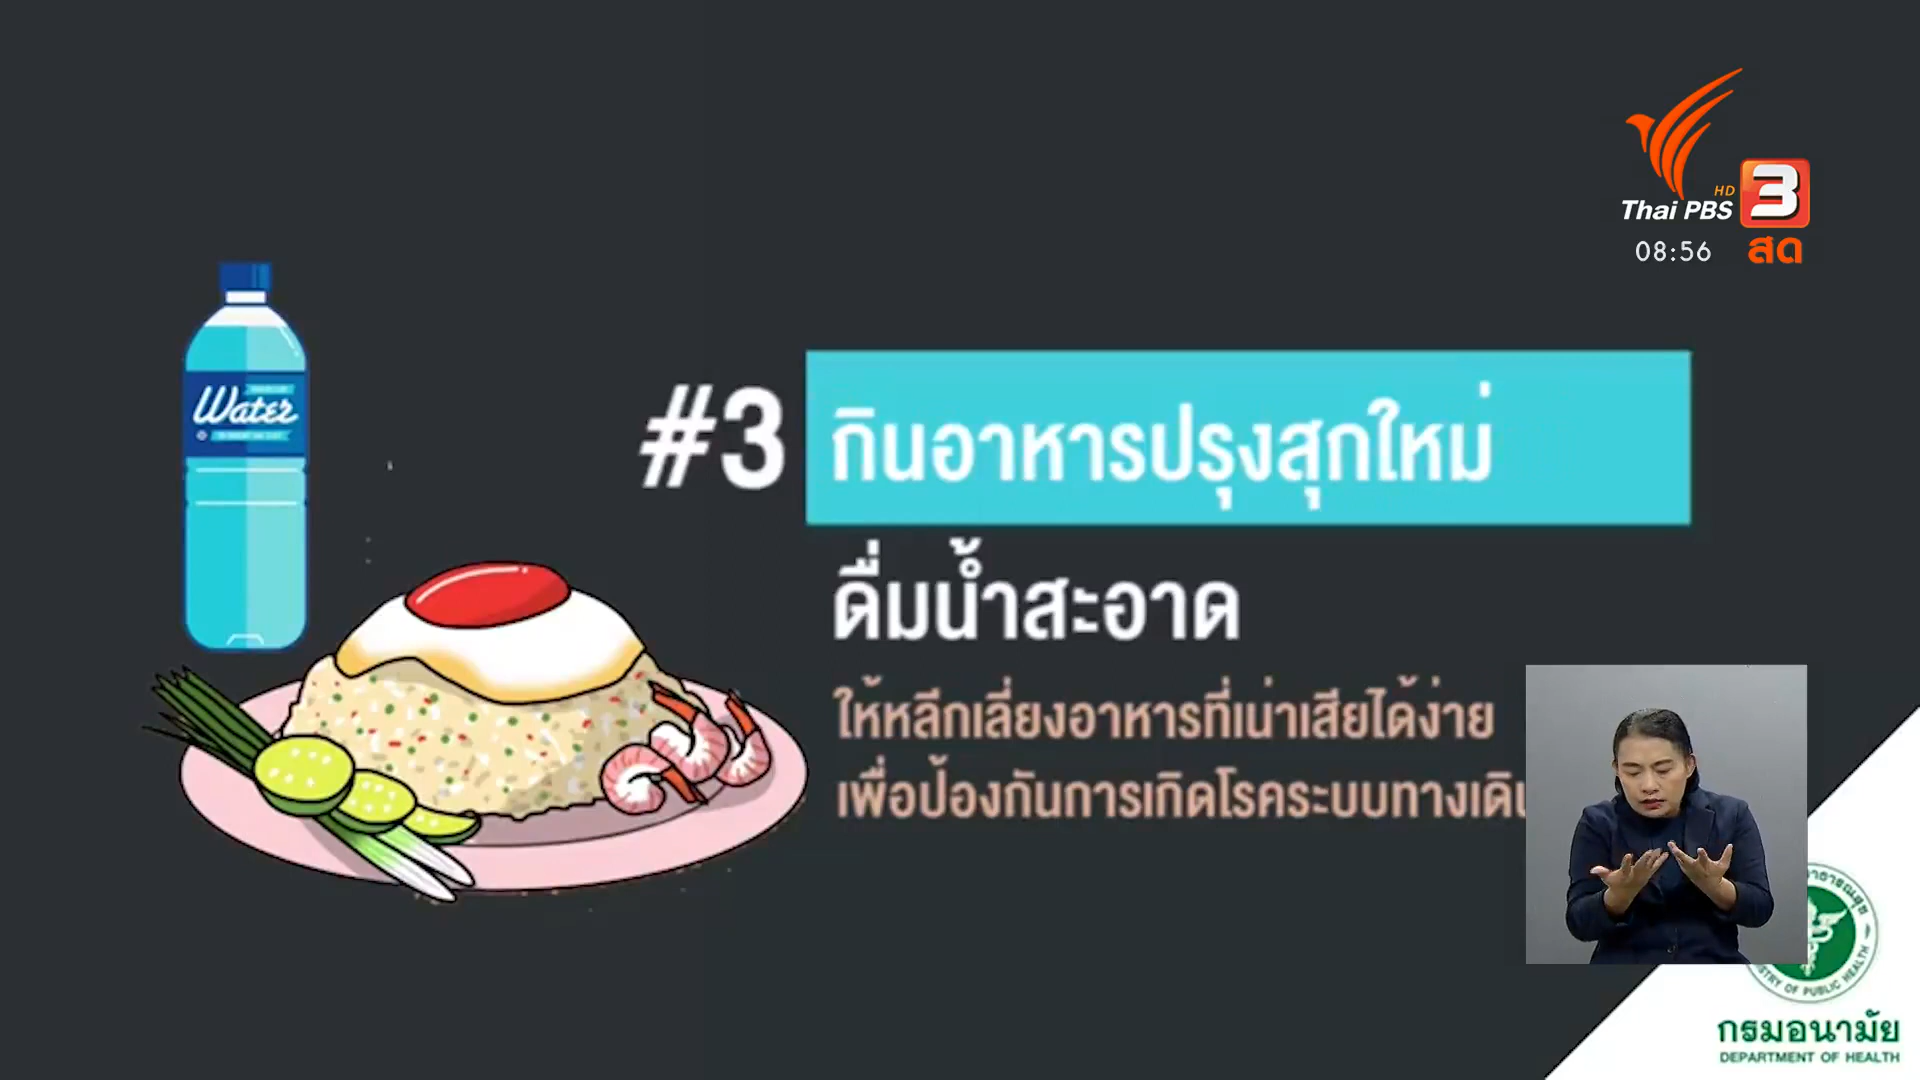 HD
Thai PBS 3
08:56 สด
Water
#3 กินอาหารปรุงสุกใหม่
ดื่มน้ำสะอาด
ให้หลีกเลี่ยงอาหารที่เน่าเสียได้ง่าย
เพื่อป้องกันการเกิดโรคระบบทางเดิน
OF PUBLIC HEALTH
กรมอนามัย
DEPARTMENT OF HEALTH